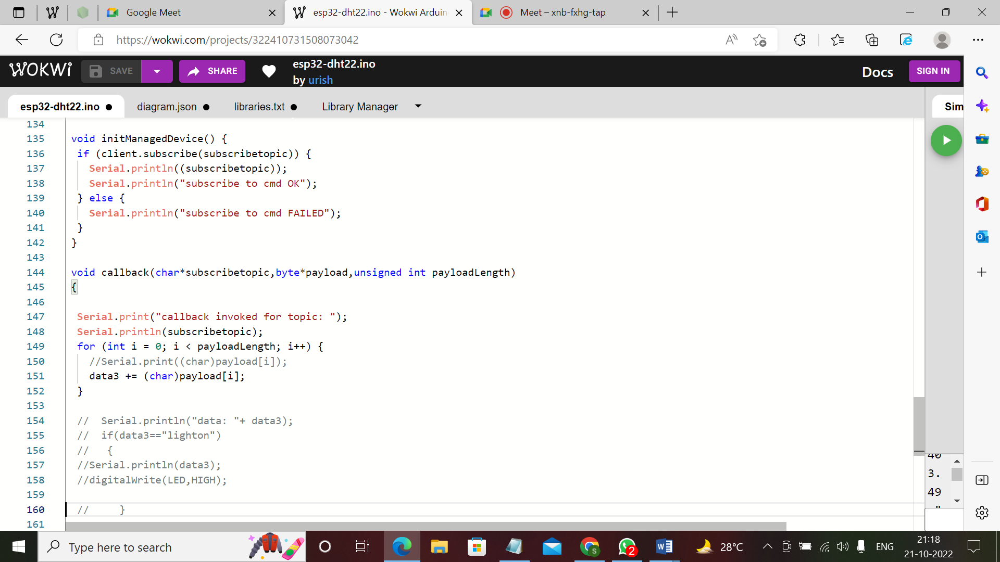 Google Meet
esp32-dht22.ino - Wokwi Arduin
Meet – xnb-fxhg-tap
https://wokwi.com/projects/322410731508073042
WOKWI
SAVE
SHARE
esp32-dht22.ino
by urish
Docs
SIGN IN
esp32-dht22.ino
diagram.json
libraries.txt
Library Manager
Sim
134
135 void initManagedDevice() {
136 if (client.subscribe(subscribetopic)) {
137 Serial.println((subscribetopic));
138 Serial.println("subscribe to cmd OK");
139 } else {
140 Serial.println("subscribe to cmd FAILED");
141 }
142 }
143
144 void callback(char*subscribetopic,byte*payload,unsigned int payloadLength)
145 {
146
147 Serial.print("callback invoked for topic: ");
148 Serial.println(subscribetopic);
149 for (int i = 0; i < payloadLength; i++) {
150 //Serial.print((char)payload[i]);
151 data3 += (char)payload[i];
152 }
153
154 // Serial.println("data: "+ data3);
155 // if(data3=="lighton")
156 // {
157 //Serial.println(data3);
158 //digitalWrite(LED,HIGH);
159
160 // }
161
40
3.
49
Type here to search
2
28°C
ENG
21:18
21-10-2022